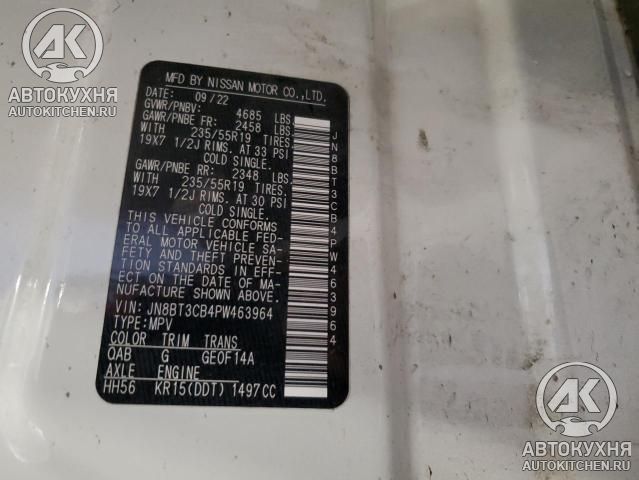 АК
АВТОКУХНЯ
AUTOKITCHEN.RU
MFD BY NISSAN MOTOR CO.,LTD.
DATE: 09/22
GVWR/PNBV: 4685 LBS
GAWR/PNBE FR: 2458 LBS
WITH 235/55R19 TIRES.
19X7 1/2J RIMS. AT 33 PSI
COLD SINGLE.
GAWR/PNBE RR: 2348 LBS.
WITH 235/55R19 TIRES.
19X7 1/2J RIMS. AT 30 PSI
COLD SINGLE.
THIS VEHICLE CONFORMS
TO ALL APPLICABLE FED-
ERAL MOTOR VEHICLE SA-
FETY AND THEFT PREVEN-
TION STANDARDS IN EFF-
ECT ON THE DATE OF MA-
NUFACTURE SHOWN ABOVE.
VIN: JN8BT3CB4PW463964
TYPE:MPV
COLOR TRIM TRANS
QAB G GE0F14A
AXLE ENGINE
HH56 KR15(DDT) 1497CC
JN8BT3CB4PW463964
АК
АВТОКУХНЯ
AUTOKITCHEN.RU